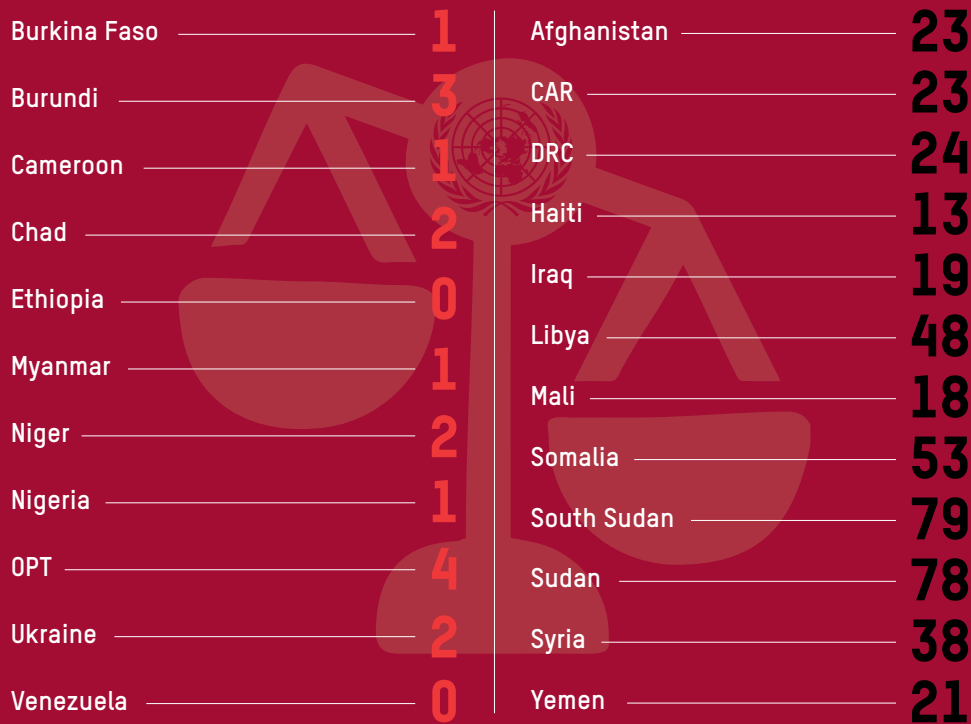 Burkina Faso 1
Burundi 3
Cameroon 1
Chad 2
Ethiopia 0
Myanmar 1
Niger 2
Nigeria 1
OPT 4
Ukraine 2
Venezuela 0
Afghanistan 23
CAR 23
DRC 24
Haiti 13
Iraq 19
Libya 48
Mali 18
Somalia 53
South Sudan 79
Sudan 78
Syria 38
Yemen 21